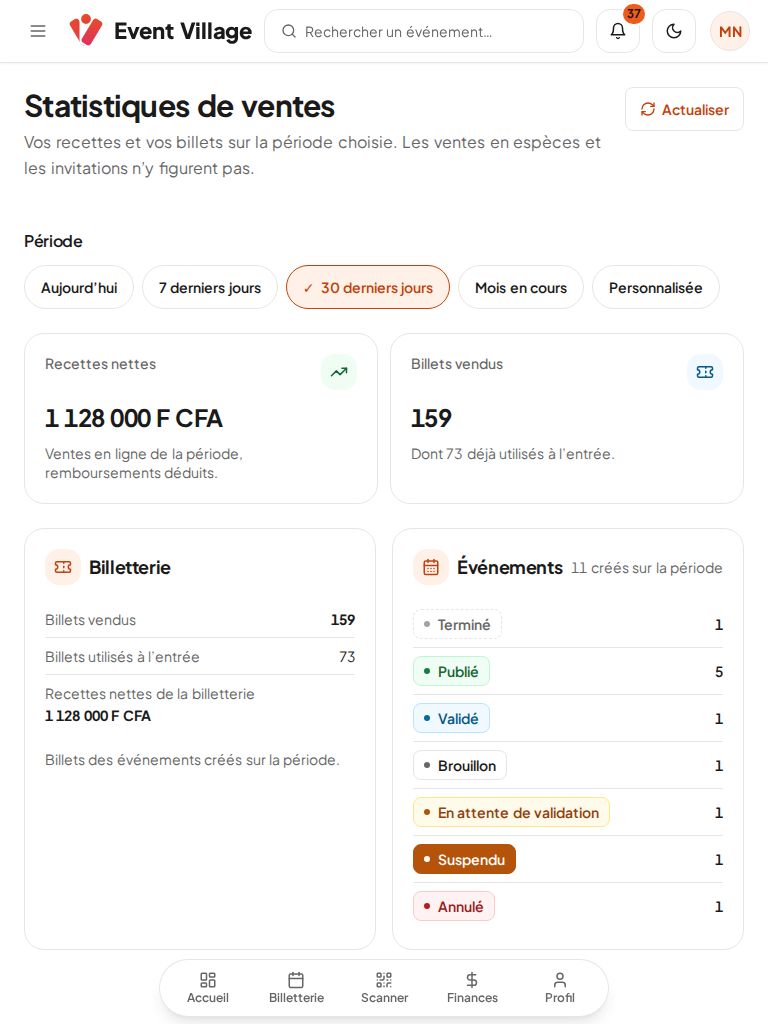 Event Village
Rechercher un événement…
37
MN
Statistiques de ventes
Actualiser
Vos recettes et vos billets sur la période choisie. Les ventes en espèces et
les invitations n’y figurent pas.
Période
Aujourd’hui
7 derniers jours
✓ 30 derniers jours
Mois en cours
Personnalisée
Recettes nettes
1 128 000 F CFA
Ventes en ligne de la période,
remboursements déduits.
Billets vendus
159
Dont 73 déjà utilisés à l’entrée.
Billetterie
Billets vendus 159
Billets utilisés à l’entrée 73
Recettes nettes de la billetterie
1 128 000 F CFA
Billets des événements créés sur la période.
Événements 11 créés sur la période
Terminé 1
Publié 5
Validé 1
Brouillon 1
En attente de validation 1
Suspendu 1
Annulé 1
Accueil
Billetterie
Scanner
Finances
Profil